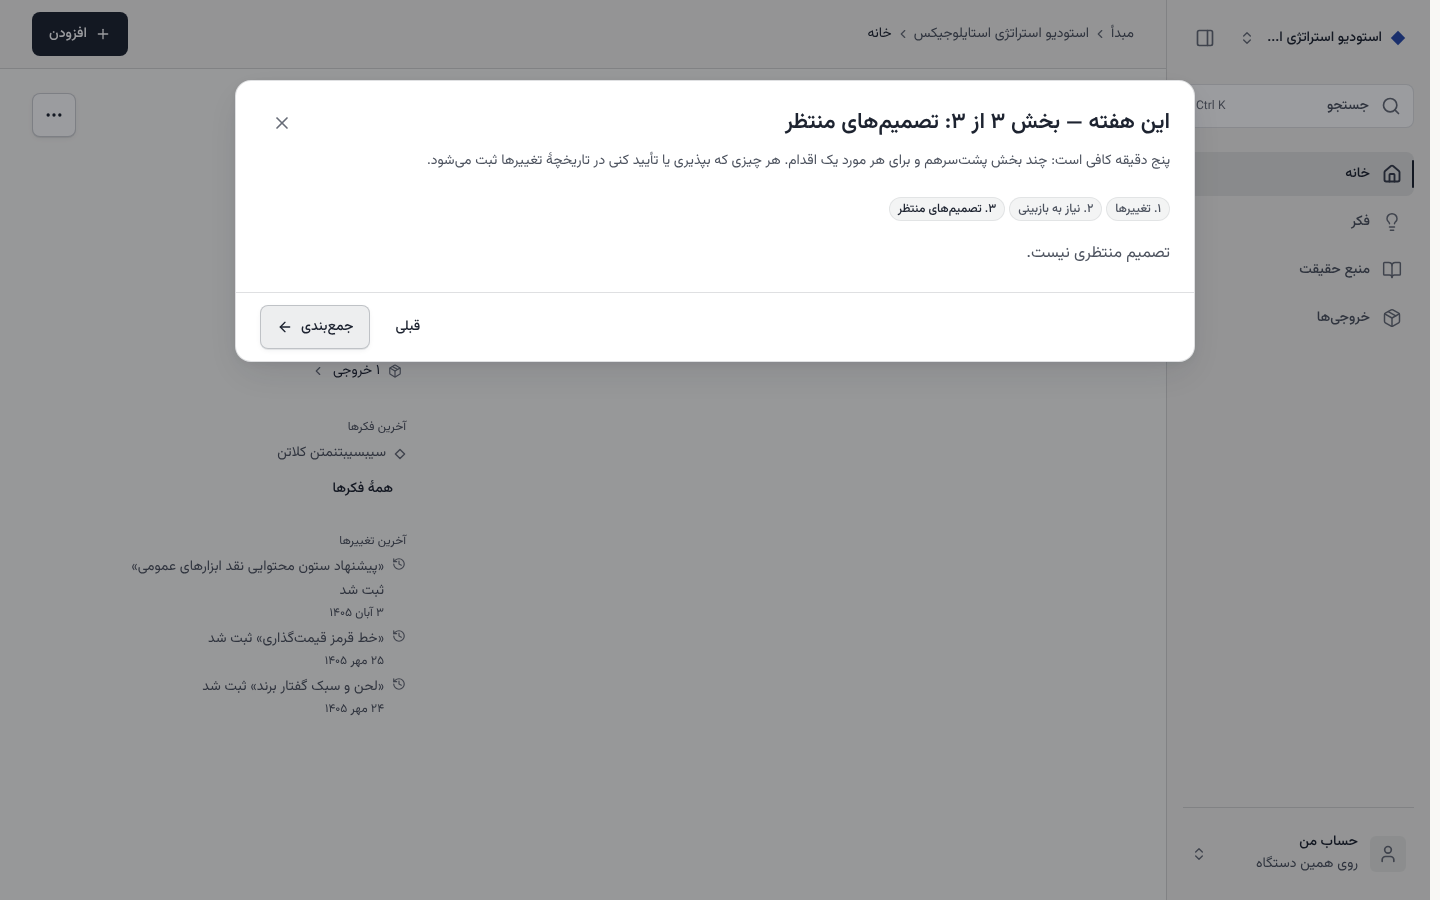 استودیو استراتژی ا...
جستجو
Ctrl K
خانه
فکر
منبع حقیقت
خروجی‌ها
حساب من
روی همین دستگاه
مبدأ › استودیو استراتژی استایلوجیکس › خانه
افزودن
این هفته — بخش ۳ از ۳: تصمیم‌های منتظر
پنج دقیقه کافی است: چند بخش پشت‌سرهم و برای هر مورد یک اقدام. هر چیزی که بپذیری یا تأیید کنی در تاریخچهٔ تغییرها ثبت می‌شود.
۱. تغییرها
۲. نیاز به بازبینی
۳. تصمیم‌های منتظر
تصمیم منتظری نیست.
قبلی
جمع‌بندی
۱ خروجی
آخرین فکرها
سیبسیبتنمتن کلاتن
همهٔ فکرها
آخرین تغییرها
«پیشنهاد ستون محتوایی نقد ابزارهای عمومی»
ثبت شد
۳ آبان ۱۴۰۵
«خط قرمز قیمت‌گذاری» ثبت شد
۲۵ مهر ۱۴۰۵
«لحن و سبک گفتار برند» ثبت شد
۲۴ مهر ۱۴۰۵